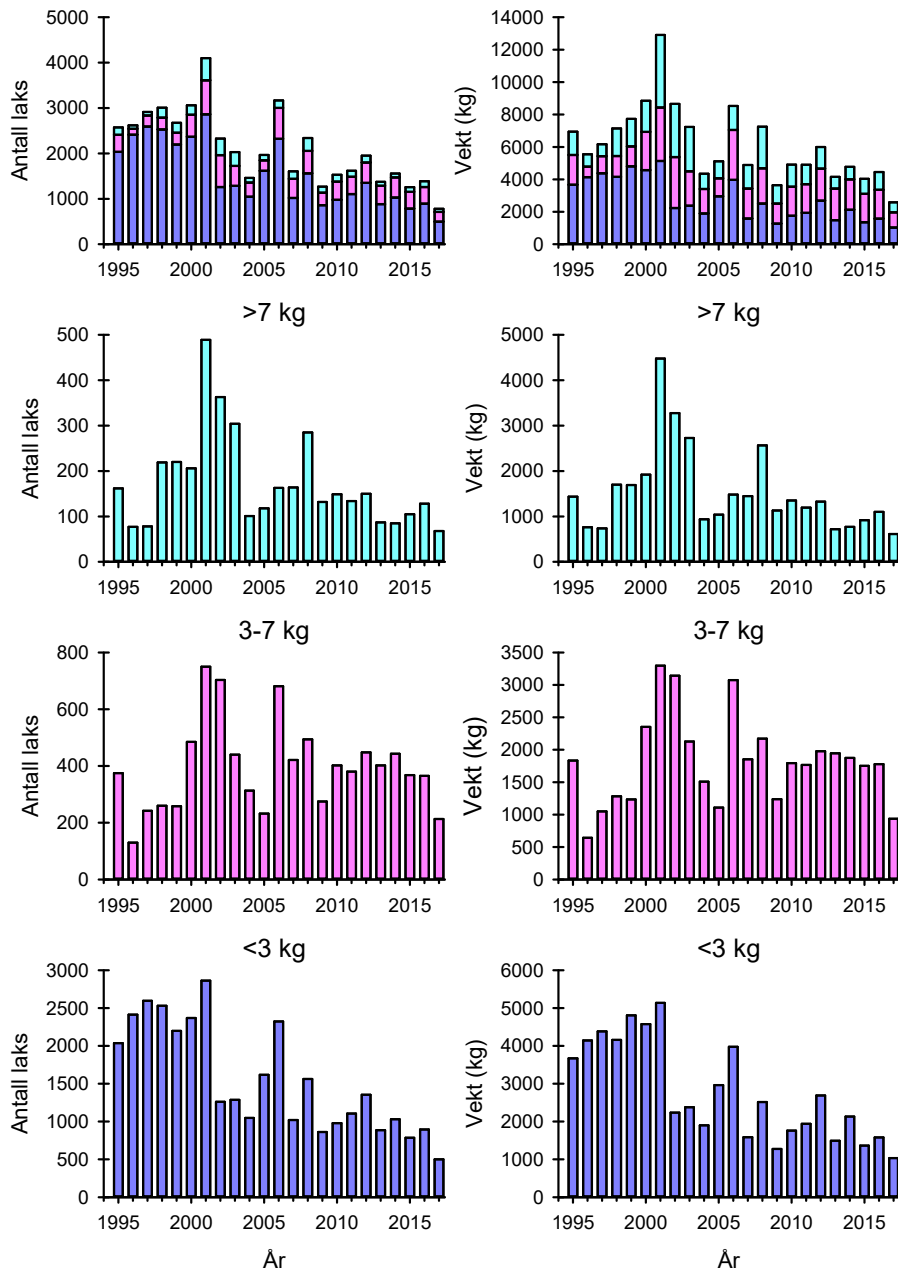 5000 4000 3000 2000 1000 0
Antall laks
1995 2000 2005 2010 2015
14000 12000 10000 8000 6000 4000 2000 0
Vekt (kg)
1995 2000 2005 2010 2015
>7 kg
500 400 300 200 100 0
Antall laks
1995 2000 2005 2010 2015
>7 kg
5000 4000 3000 2000 1000 0
Vekt (kg)
1995 2000 2005 2010 2015
3-7 kg
800 600 400 200 0
Antall laks
1995 2000 2005 2010 2015
3-7 kg
3500 3000 2500 2000 1500 1000 500 0
Vekt (kg)
1995 2000 2005 2010 2015
<3 kg
3000 2500 2000 1500 1000 500 0
Antall laks
1995 2000 2005 2010 2015
År
<3 kg
6000 5000 4000 3000 2000 1000 0
Vekt (kg)
1995 2000 2005 2010 2015
År